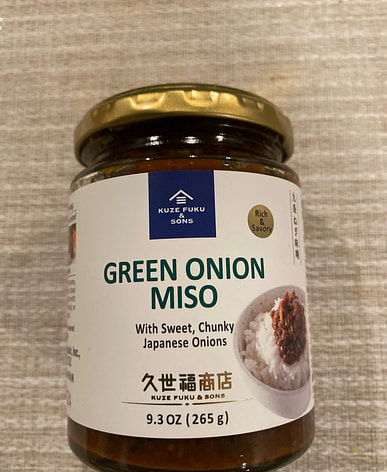 KUZE FUKU
&
SONS
Rich
&
Savory
GREEN ONION
MISO
With Sweet, Chunky
Japanese Onions
久世福商店
KUZE FUKU & SONS
9.3 OZ (265 g)